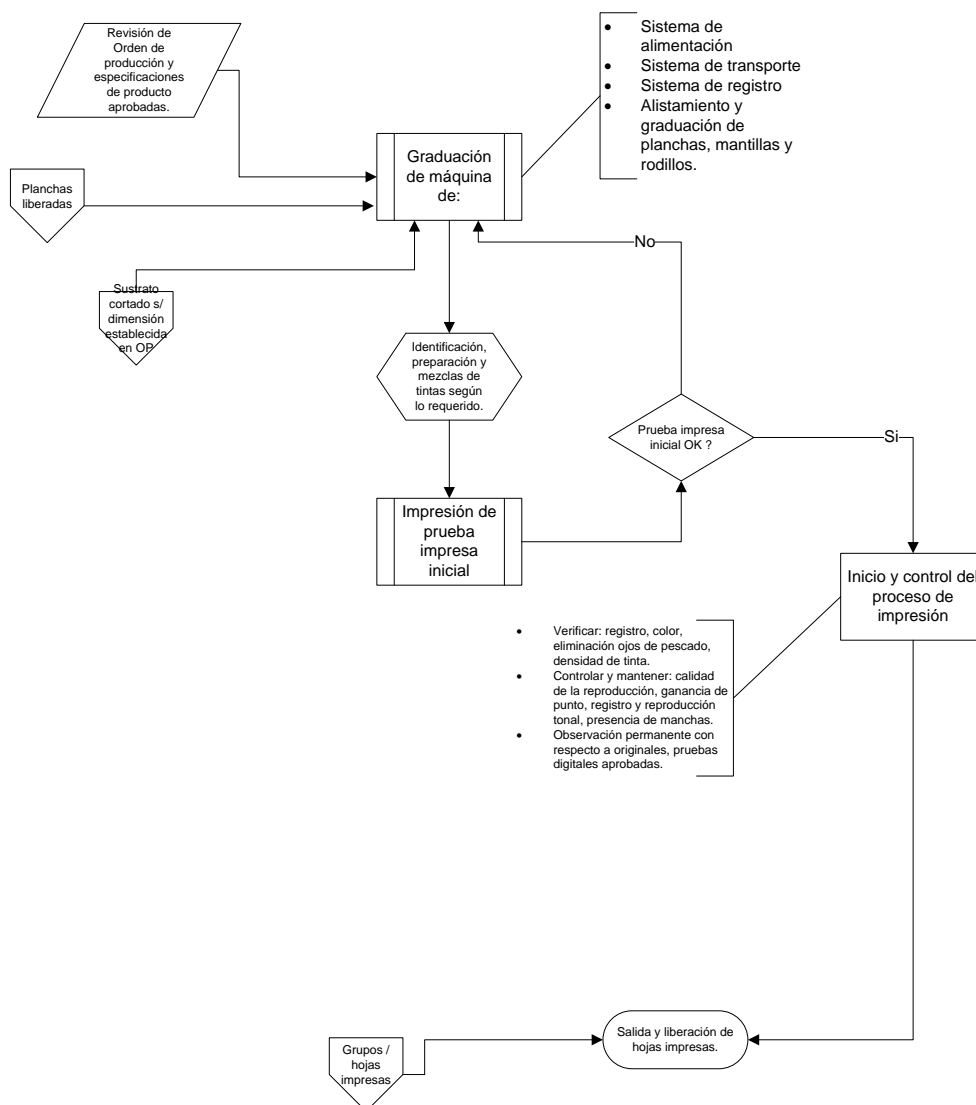 Revisión de
Orden de
producción y
especificaciones
de producto
aprobadas.
• Sistema de
alimentación
• Sistema de transporte
• Sistema de registro
• Alistamiento y
graduación de
planchas, mantillas y
rodillos.
Graduación
de máquina
de:
Planchas
liberadas
No
Sustrato
cortado s/
dimensión
establecida
en OP
Identificación,
preparación y
mezclas de
tintas según
lo requerido.
Prueba impresa
inicial OK ?
Si
Impresión de
prueba
impresa
inicial
Inicio y control del
proceso de
impresión
• Verificar: registro, color,
eliminación ojos de pescado,
densidad de tinta.
• Controlar y mantener: calidad
de la reproducción, ganancia de
punto, registro y reproducción
tonal, presencia de manchas.
• Observación permanente con
respecto a originales, pruebas
digitales aprobadas.
Salida y liberación de
hojas impresas.
Grupos /
hojas
impresas